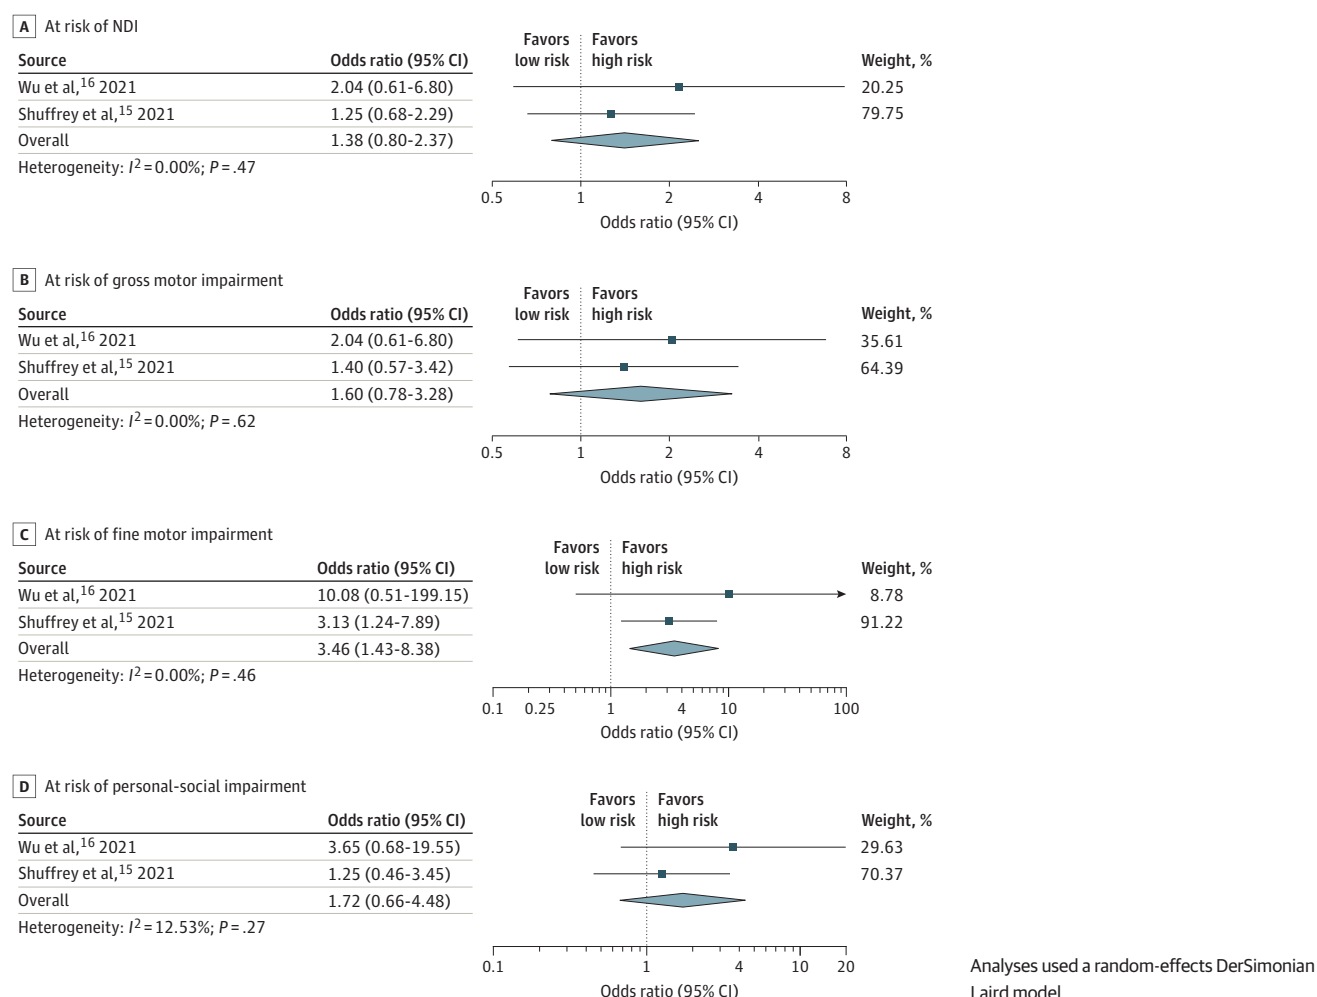 A At risk of NDI
Favors low risk
Favors high risk
Source Odds ratio (95% CI) Weight, %
Wu et al,16 2021 2.04 (0.61-6.80) 20.25
Shuffrey et al,15 2021 1.25 (0.68-2.29) 79.75
Overall 1.38 (0.80-2.37)
Heterogeneity: I2=0.00%; P=.47
0.5 1 2 4 8
Odds ratio (95% CI)
B At risk of gross motor impairment
Favors low risk
Favors high risk
Source Odds ratio (95% CI) Weight, %
Wu et al,16 2021 2.04 (0.61-6.80) 35.61
Shuffrey et al,15 2021 1.40 (0.57-3.42) 64.39
Overall 1.60 (0.78-3.28)
Heterogeneity: I2=0.00%; P=.62
0.5 1 2 4 8
Odds ratio (95% CI)
C At risk of fine motor impairment
Favors low risk
Favors high risk
Source Odds ratio (95% CI) Weight, %
Wu et al,16 2021 10.08 (0.51-199.15) 8.78
Shuffrey et al,15 2021 3.13 (1.24-7.89) 91.22
Overall 3.46 (1.43-8.38)
Heterogeneity: I2=0.00%; P=.46
0.1 0.25 1 4 10 100
Odds ratio (95% CI)
D At risk of personal-social impairment
Favors low risk
Favors high risk
Source Odds ratio (95% CI) Weight, %
Wu et al,16 2021 3.65 (0.68-19.55) 29.63
Shuffrey et al,15 2021 1.25 (0.46-3.45) 70.37
Overall 1.72 (0.66-4.48)
Heterogeneity: I2=12.53%; P=.27
0.1 1 4 10 20
Odds ratio (95% CI)
Analyses used a random-effects DerSimonian
Laird model